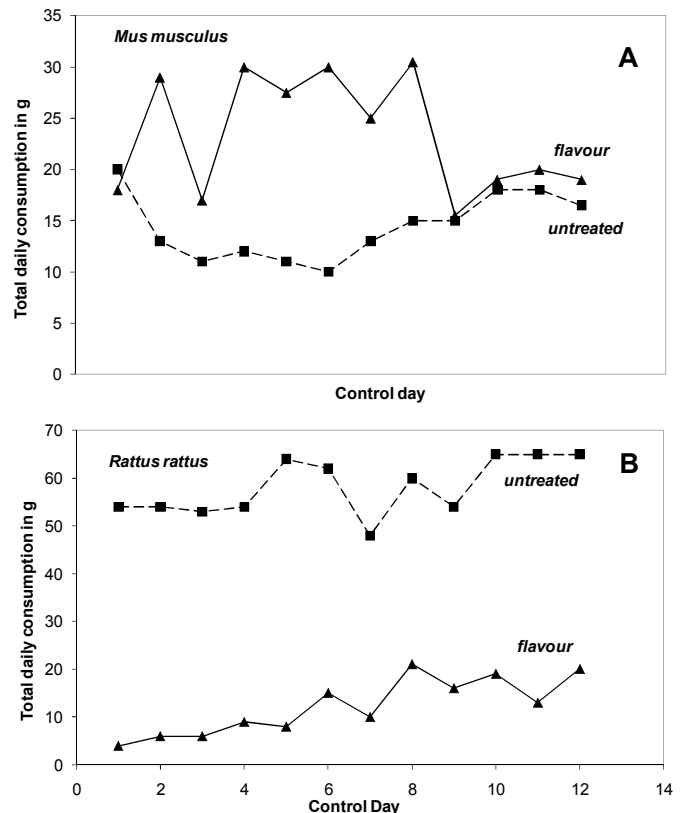 35
Mus musculus
A
30
25
flavour
20
untreated
15
10
5
0
Total daily consumption in g
Control day
70
Rattus rattus
B
60
untreated
50
40
30
flavour
20
10
0
Total daily consumption in g
0 2 4 6 8 10 12 14
Control Day